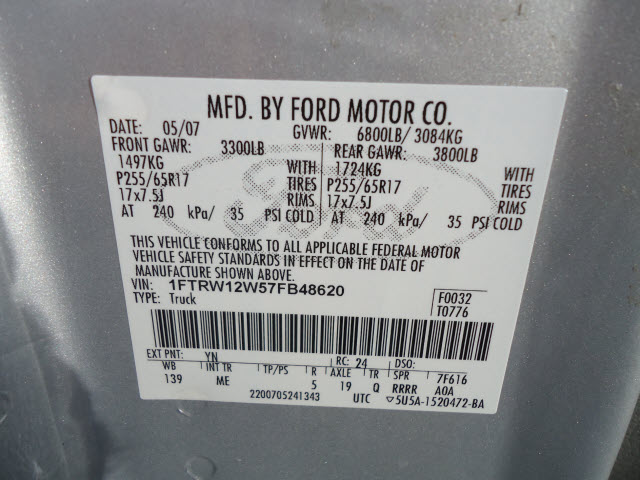 MFD. BY FORD MOTOR CO.
DATE: 05/07 GVWR: 6800LB/ 3084KG
FRONT GAWR: 3300LB REAR GAWR: 3800LB
1497KG 1724KG
P255/65R17 TIRES P255/65R17 TIRES
17x7.5J RIMS 17x7.5J RIMS
AT 240 kPa/ 35 PSI COLD AT 240 kPa/ 35 PSI COLD
Ford
THIS VEHICLE CONFORMS TO ALL APPLICABLE FEDERAL MOTOR
VEHICLE SAFETY STANDARDS IN EFFECT ON THE DATE OF
MANUFACTURE SHOWN ABOVE.
VIN: 1FTRW12W57FB48620 F0032
TYPE: Truck T0776
EXT PNT: YN RC: 24 DSO:
WB INT TR TP/PS R AXLE TR SPR 7F616
139 ME 5 19 Q RRRR A0A
2200705241343 UTC ▽5U5A-1520472-BA